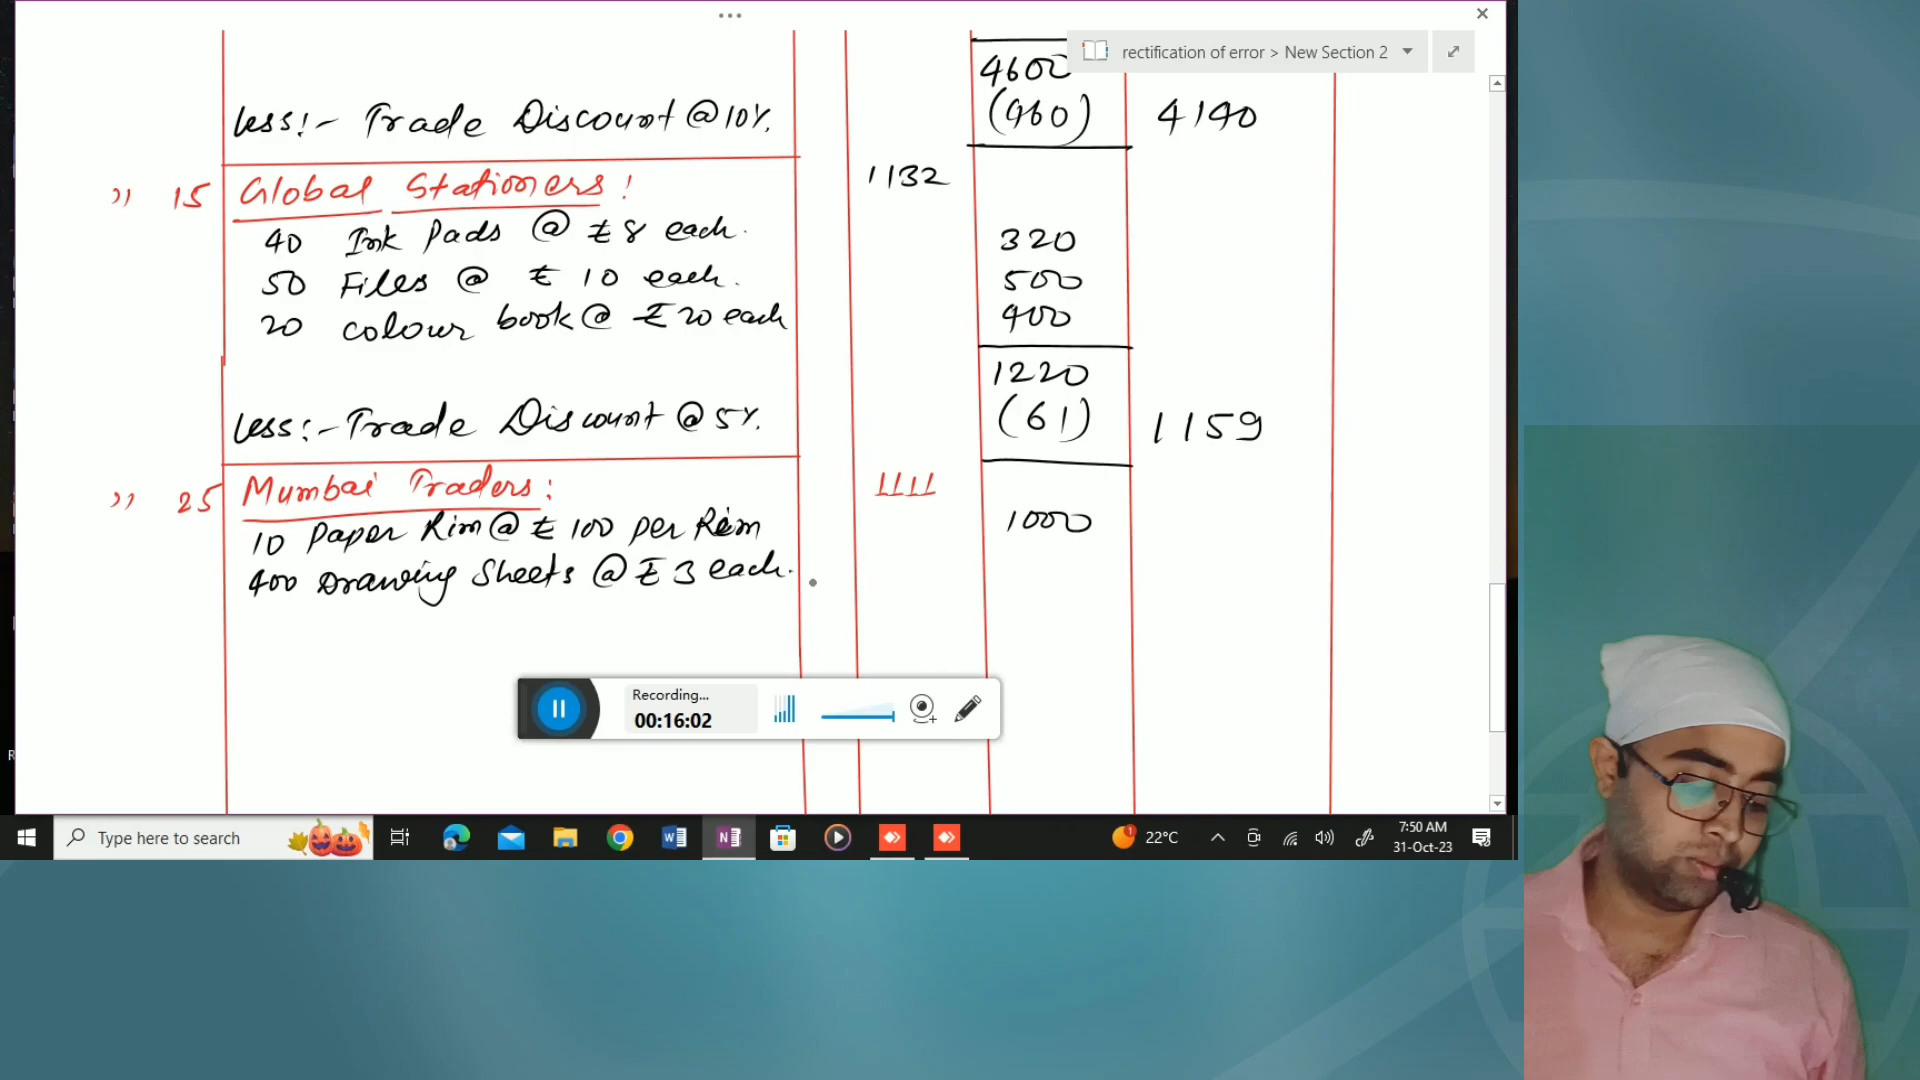 rectification of error > New Section 2
4600
Less:- Trade Discount @ 10%. (460) 4140
,, 15 Global Stationers: 1132
40 Ink Pads @ ₹ 8 each. 320
50 Files @ ₹ 10 each. 500
20 colour book @ ₹ 20 each 400
1220
Less:- Trade Discount @ 5%. (61) 1159
,, 25 Mumbai Traders: 1111
10 Paper Rim @ ₹ 100 per Rim 1000
400 Drawing Sheets @ ₹ 3 each.
Recording...
00:16:02
R
Type here to search
22°C
7:50 AM
31-Oct-23